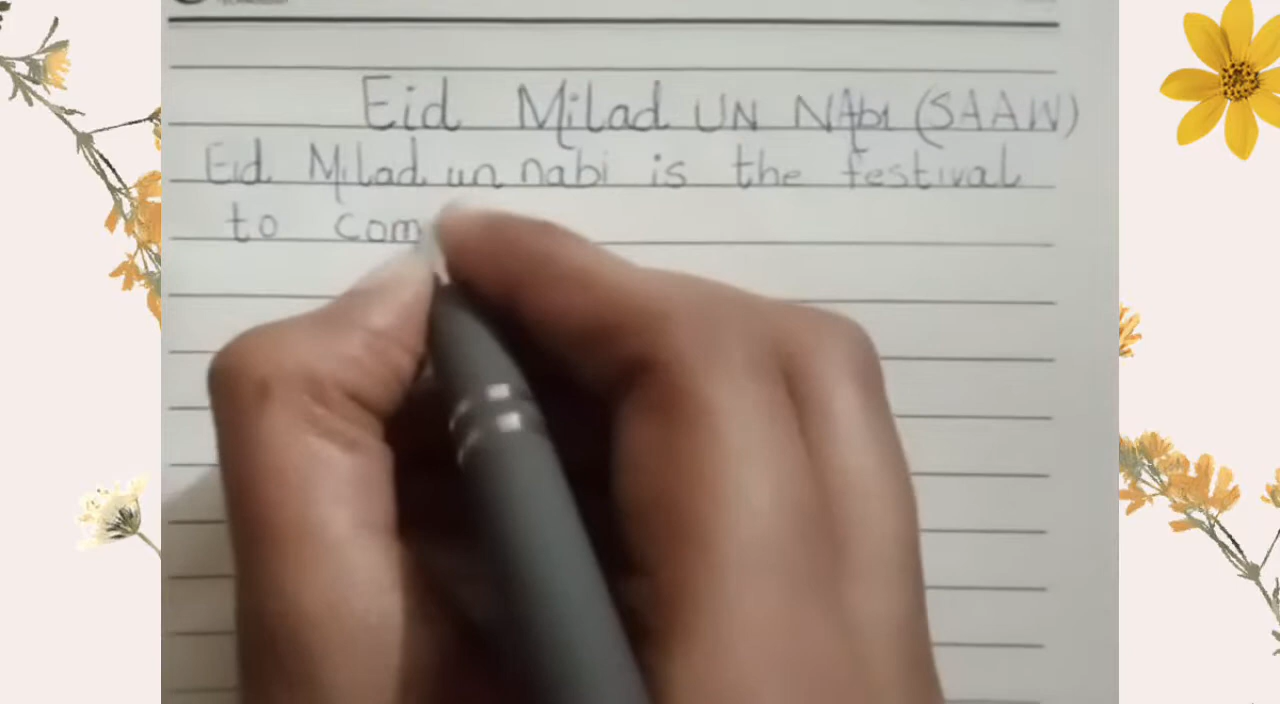 Eid Milad UN NAbi (SAAW)
Eid Milad un nabi is the festival
to com